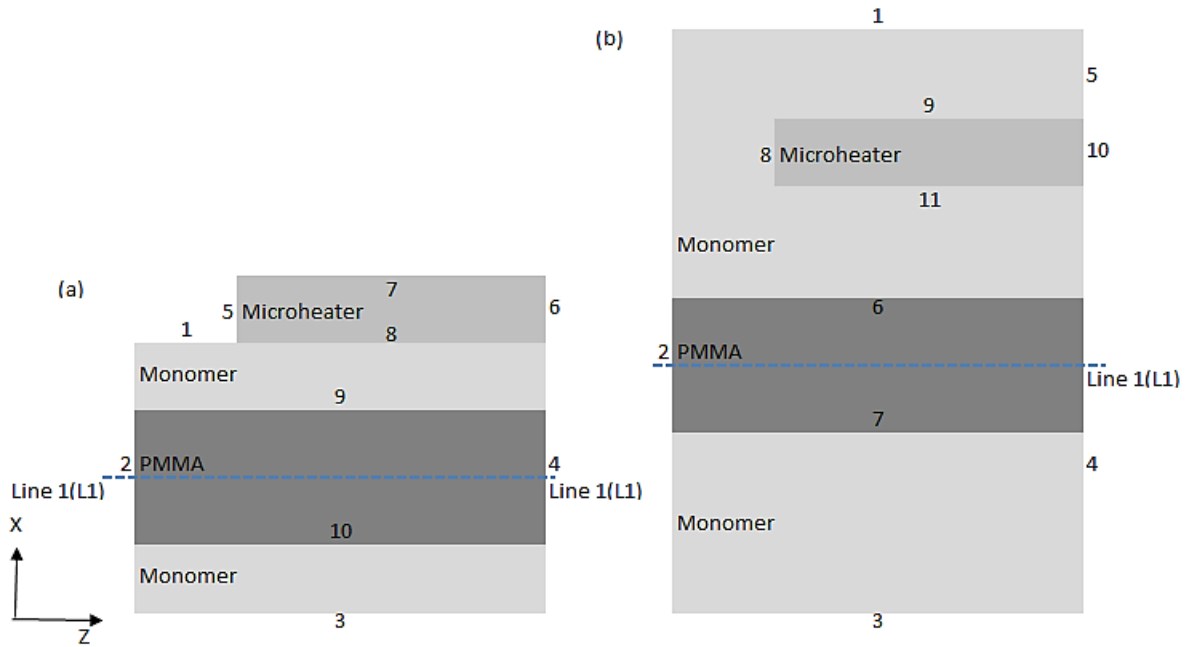 (a)
7
5 Microheater 6
1
8
Monomer
9
2 PMMA 4
Line 1(L1) Line 1(L1)
10
Monomer
3
X
Z
(b)
1
5
9
8 Microheater 10
11
Monomer
6
2 PMMA
Line 1(L1)
7
4
Monomer
3